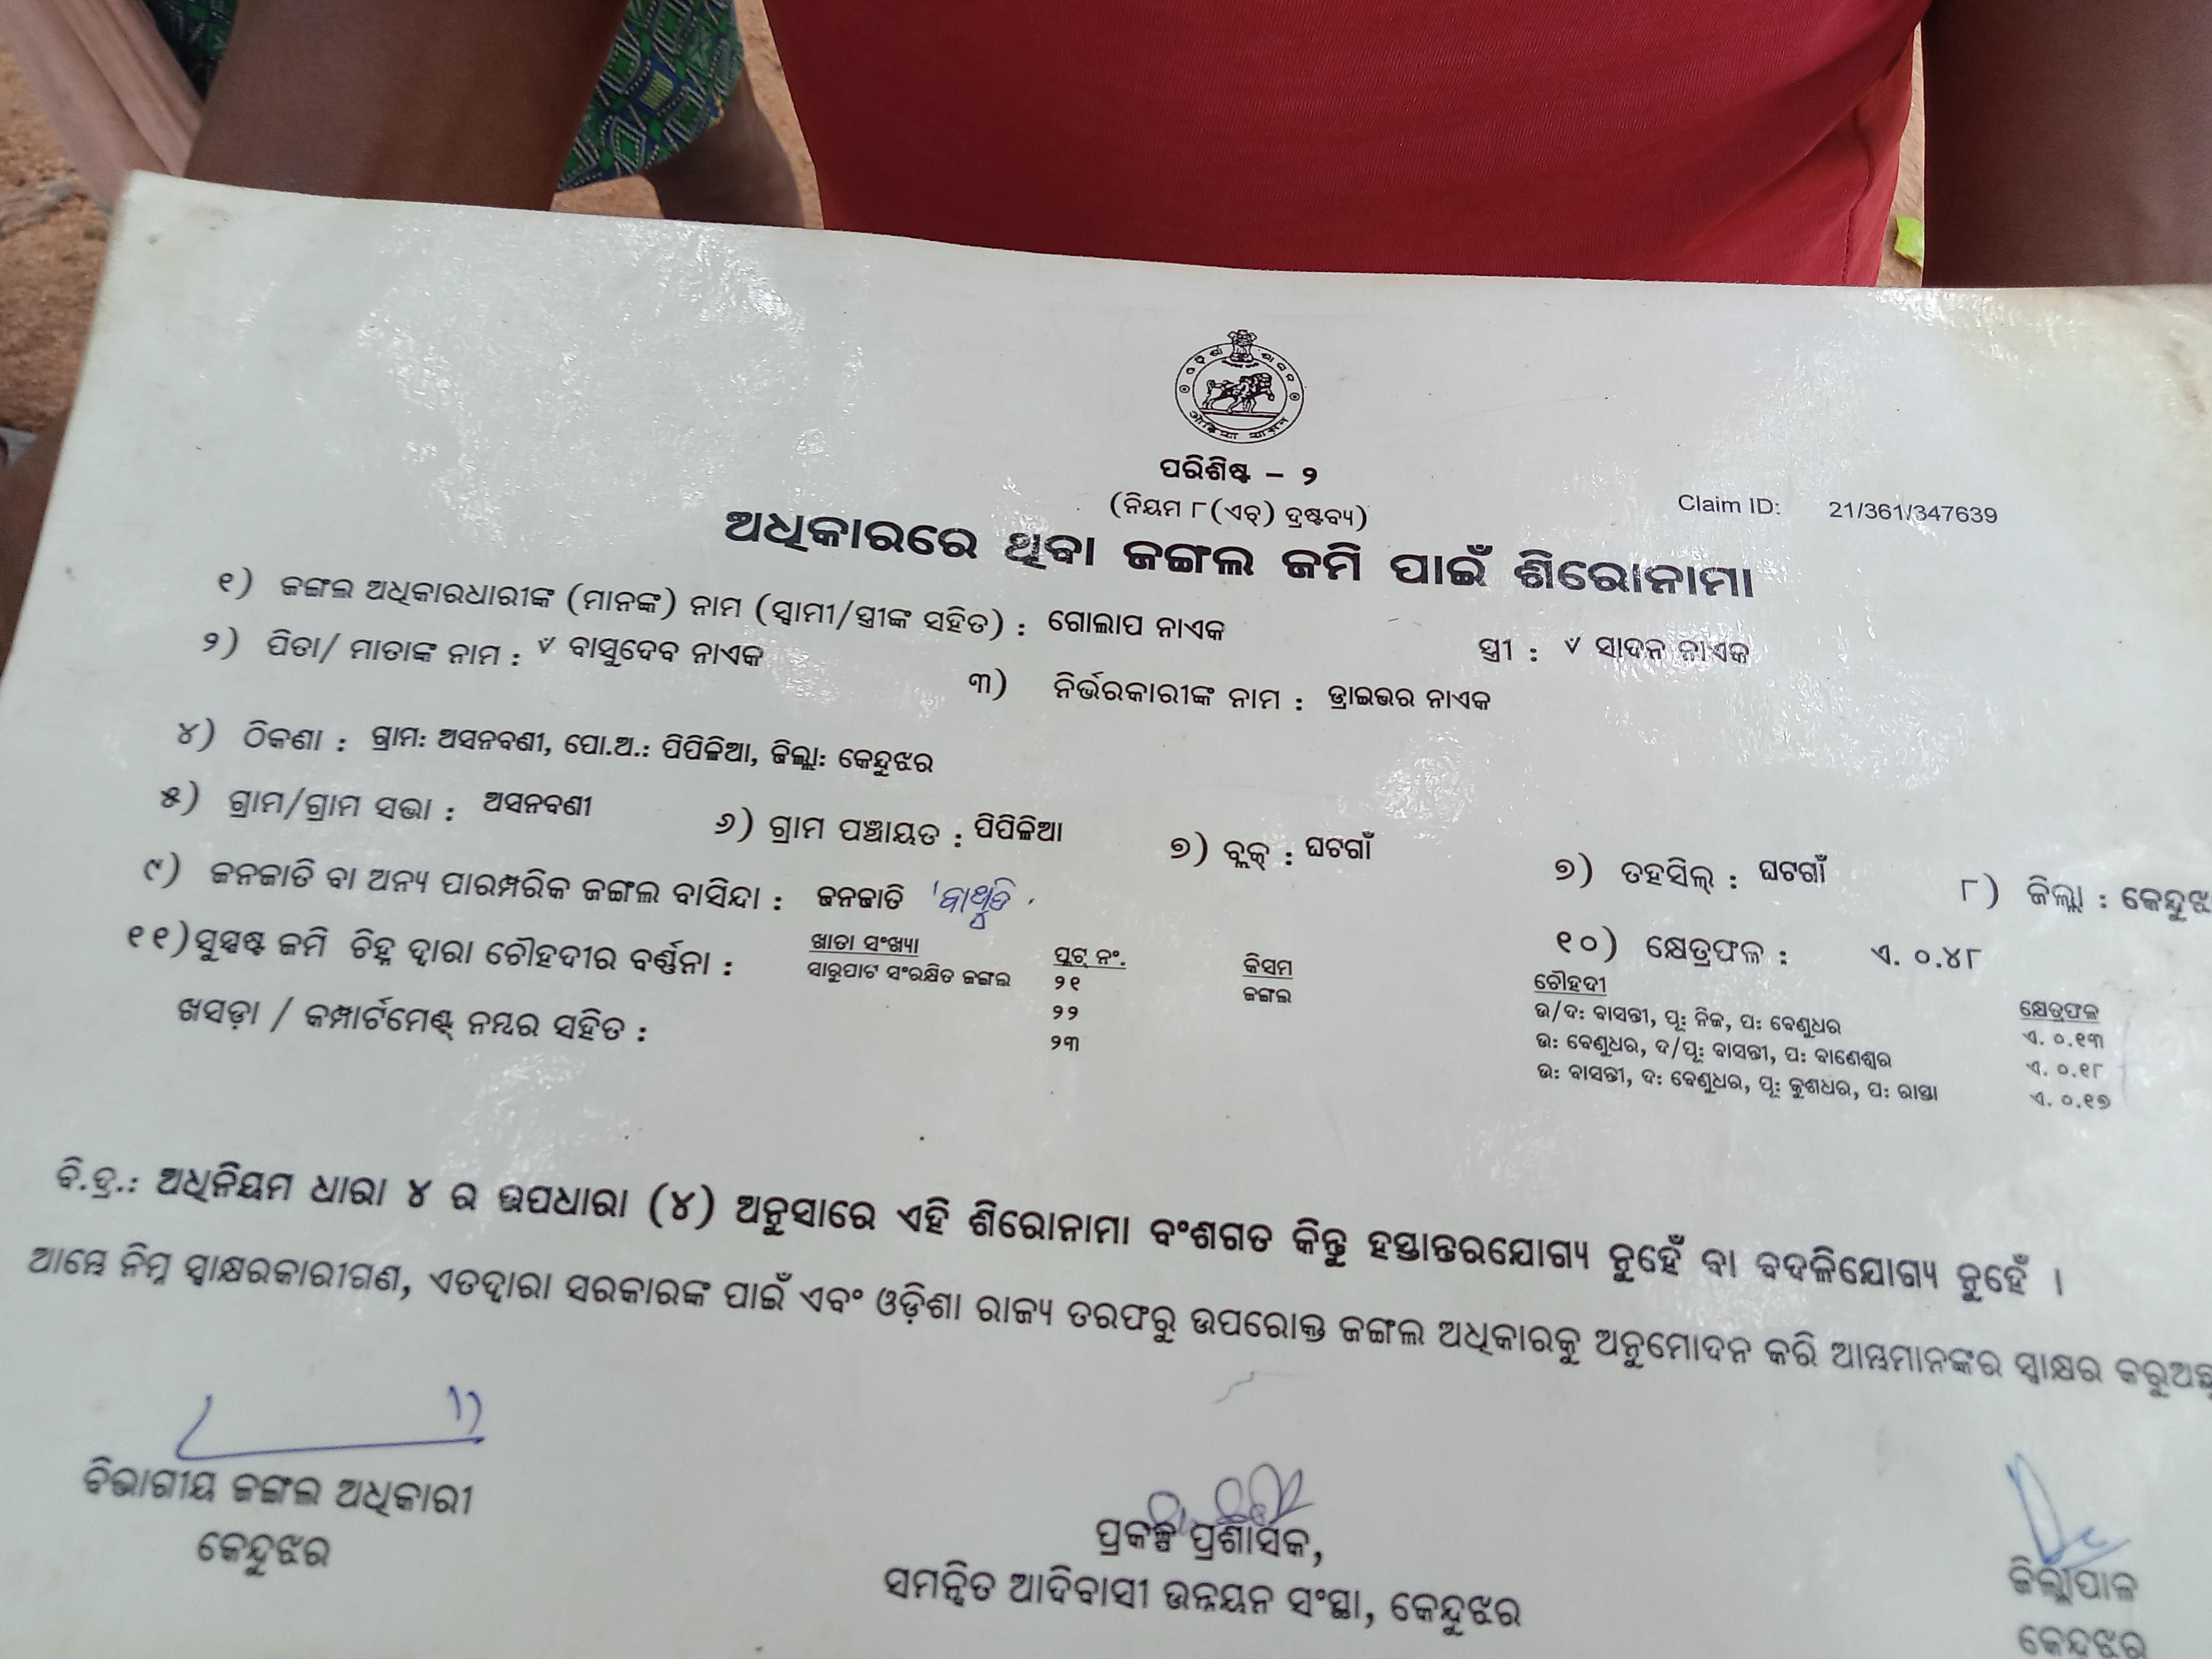 ପରିଶିଷ୍ଟ – ୨
(ନିୟମ ୮(ଏଚ୍) ଦ୍ରଷ୍ଟବ୍ୟ)
Claim ID: 21/361/347639
ଅଧିକାରରେ ଥିବା ଜଙ୍ଗଲ ଜମି ପାଇଁ ଶିରୋନାମା
୧) ଜଙ୍ଗଲ ଅଧିକାରଧାରୀଙ୍କ (ମାନଙ୍କ) ନାମ (ସ୍ୱାମୀ/ସ୍ତ୍ରୀଙ୍କ ସହିତ) : ଗୋଲାପ ନାଏକ ସ୍ତ୍ରୀ : ସାଦନ ନାଏକ
୨) ପିତା/ ମାତାଙ୍କ ନାମ : ବାସୁଦେବ ନାଏକ ୩) ନିର୍ଭରକାରୀଙ୍କ ନାମ : ଡ୍ରାଇଭର ନାଏକ
୪) ଠିକଣା : ଗ୍ରାମ: ଅସନବଣୀ, ପୋ.ଅ.: ପିପିଳିଆ, ଜିଲ୍ଲା: କେନ୍ଦୁଝର
୫) ଗ୍ରାମ/ଗ୍ରାମ ସଭା : ଅସନବଣୀ ୬) ଗ୍ରାମ ପଞ୍ଚାୟତ : ପିପିଳିଆ ୭) ବ୍ଲକ୍ : ଘଟଗାଁ ୭) ତହସିଲ୍ : ଘଟଗାଁ ୮) ଜିଲ୍ଲା : କେନ୍ଦୁଝ
୯) ଜନଜାତି ବା ଅନ୍ୟ ପାରମ୍ପରିକ ଜଙ୍ଗଲ ବାସିନ୍ଦା : ଜନଜାତି 'ବାଥୁଡି' ୧୦) କ୍ଷେତ୍ରଫଳ : ଏ. ୦.୪୮
୧୧) ସୁସ୍ପଷ୍ଟ ଜମି ଚିହ୍ନ ଦ୍ୱାରା ଚୌହଦୀର ବର୍ଣ୍ଣନା : ଖାତା ସଂଖ୍ୟା ପ୍ଲଟ୍ ନଂ. କିସମ ଚୌହଦୀ କ୍ଷେତ୍ରଫଳ
ସାରୁପାଟ ସଂରକ୍ଷିତ ଜଙ୍ଗଲ ୨୧ ଜଙ୍ଗଲ ଉ/ଦ: ବାସନ୍ତୀ, ପୂ: ନିଜ, ପ: ବେଣୁଧର ଏ. ୦.୧୩
ଖସଡ଼ା / କମ୍ପାର୍ଟମେଣ୍ଟ୍ ନମ୍ବର ସହିତ : ୨୨ ଉ: ବେଣୁଧର, ଦ/ପୂ: ବାସନ୍ତୀ, ପ: ବାଣେଶ୍ୱର ଏ. ୦.୧୮
୨୩ ଉ: ବାସନ୍ତୀ, ଦ: ବେଣୁଧର, ପୂ: କୁଶଧର, ପ: ରାସ୍ତା ଏ. ୦.୧୭
ବି.ଦ୍ର.: ଅଧିନିୟମ ଧାରା ୪ ର ଉପଧାରା (୪) ଅନୁସାରେ ଏହି ଶିରୋନାମା ବଂଶଗତ କିନ୍ତୁ ହସ୍ତାନ୍ତରଯୋଗ୍ୟ ନୁହେଁ ବା ବଦଳିଯୋଗ୍ୟ ନୁହେଁ ।
ଆମ୍ଭେ ନିମ୍ନ ସ୍ୱାକ୍ଷରକାରୀଗଣ, ଏତଦ୍ୱାରା ସରକାରଙ୍କ ପାଇଁ ଏବଂ ଓଡ଼ିଶା ରାଜ୍ୟ ତରଫରୁ ଉପରୋକ୍ତ ଜଙ୍ଗଲ ଅଧିକାରକୁ ଅନୁମୋଦନ କରି ଆମ୍ଭମାନଙ୍କର ସ୍ୱାକ୍ଷର କରୁଅଛୁ
ବିଭାଗୀୟ ଜଙ୍ଗଲ ଅଧିକାରୀ
କେନ୍ଦୁଝର
ପ୍ରକଳ୍ପ ପ୍ରଶାସକ,
ସମନ୍ୱିତ ଆଦିବାସୀ ଉନ୍ନୟନ ସଂସ୍ଥା, କେନ୍ଦୁଝର
ଜିଲ୍ଲାପାଳ
କେନ୍ଦୁଝର